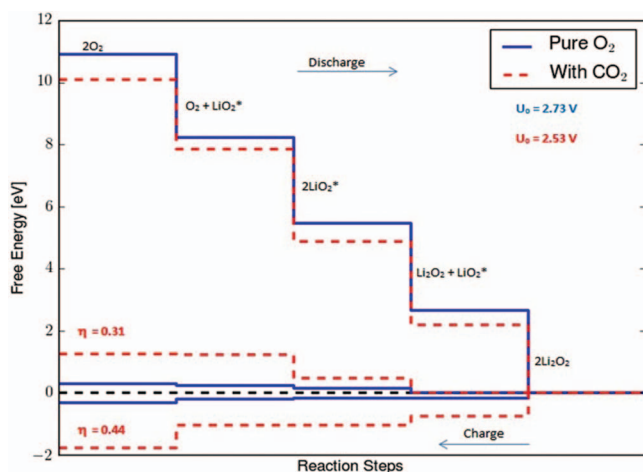 12
10
8
6
4
2
0
−2
Free Energy [eV]
2O₂
Discharge
Pure O₂
With CO₂
O₂ + LiO₂*
U₀ = 2.73 V
U₀ = 2.53 V
2LiO₂*
Li₂O₂ + LiO₂*
η = 0.31
2Li₂O₂
η = 0.44
Charge
Reaction Steps